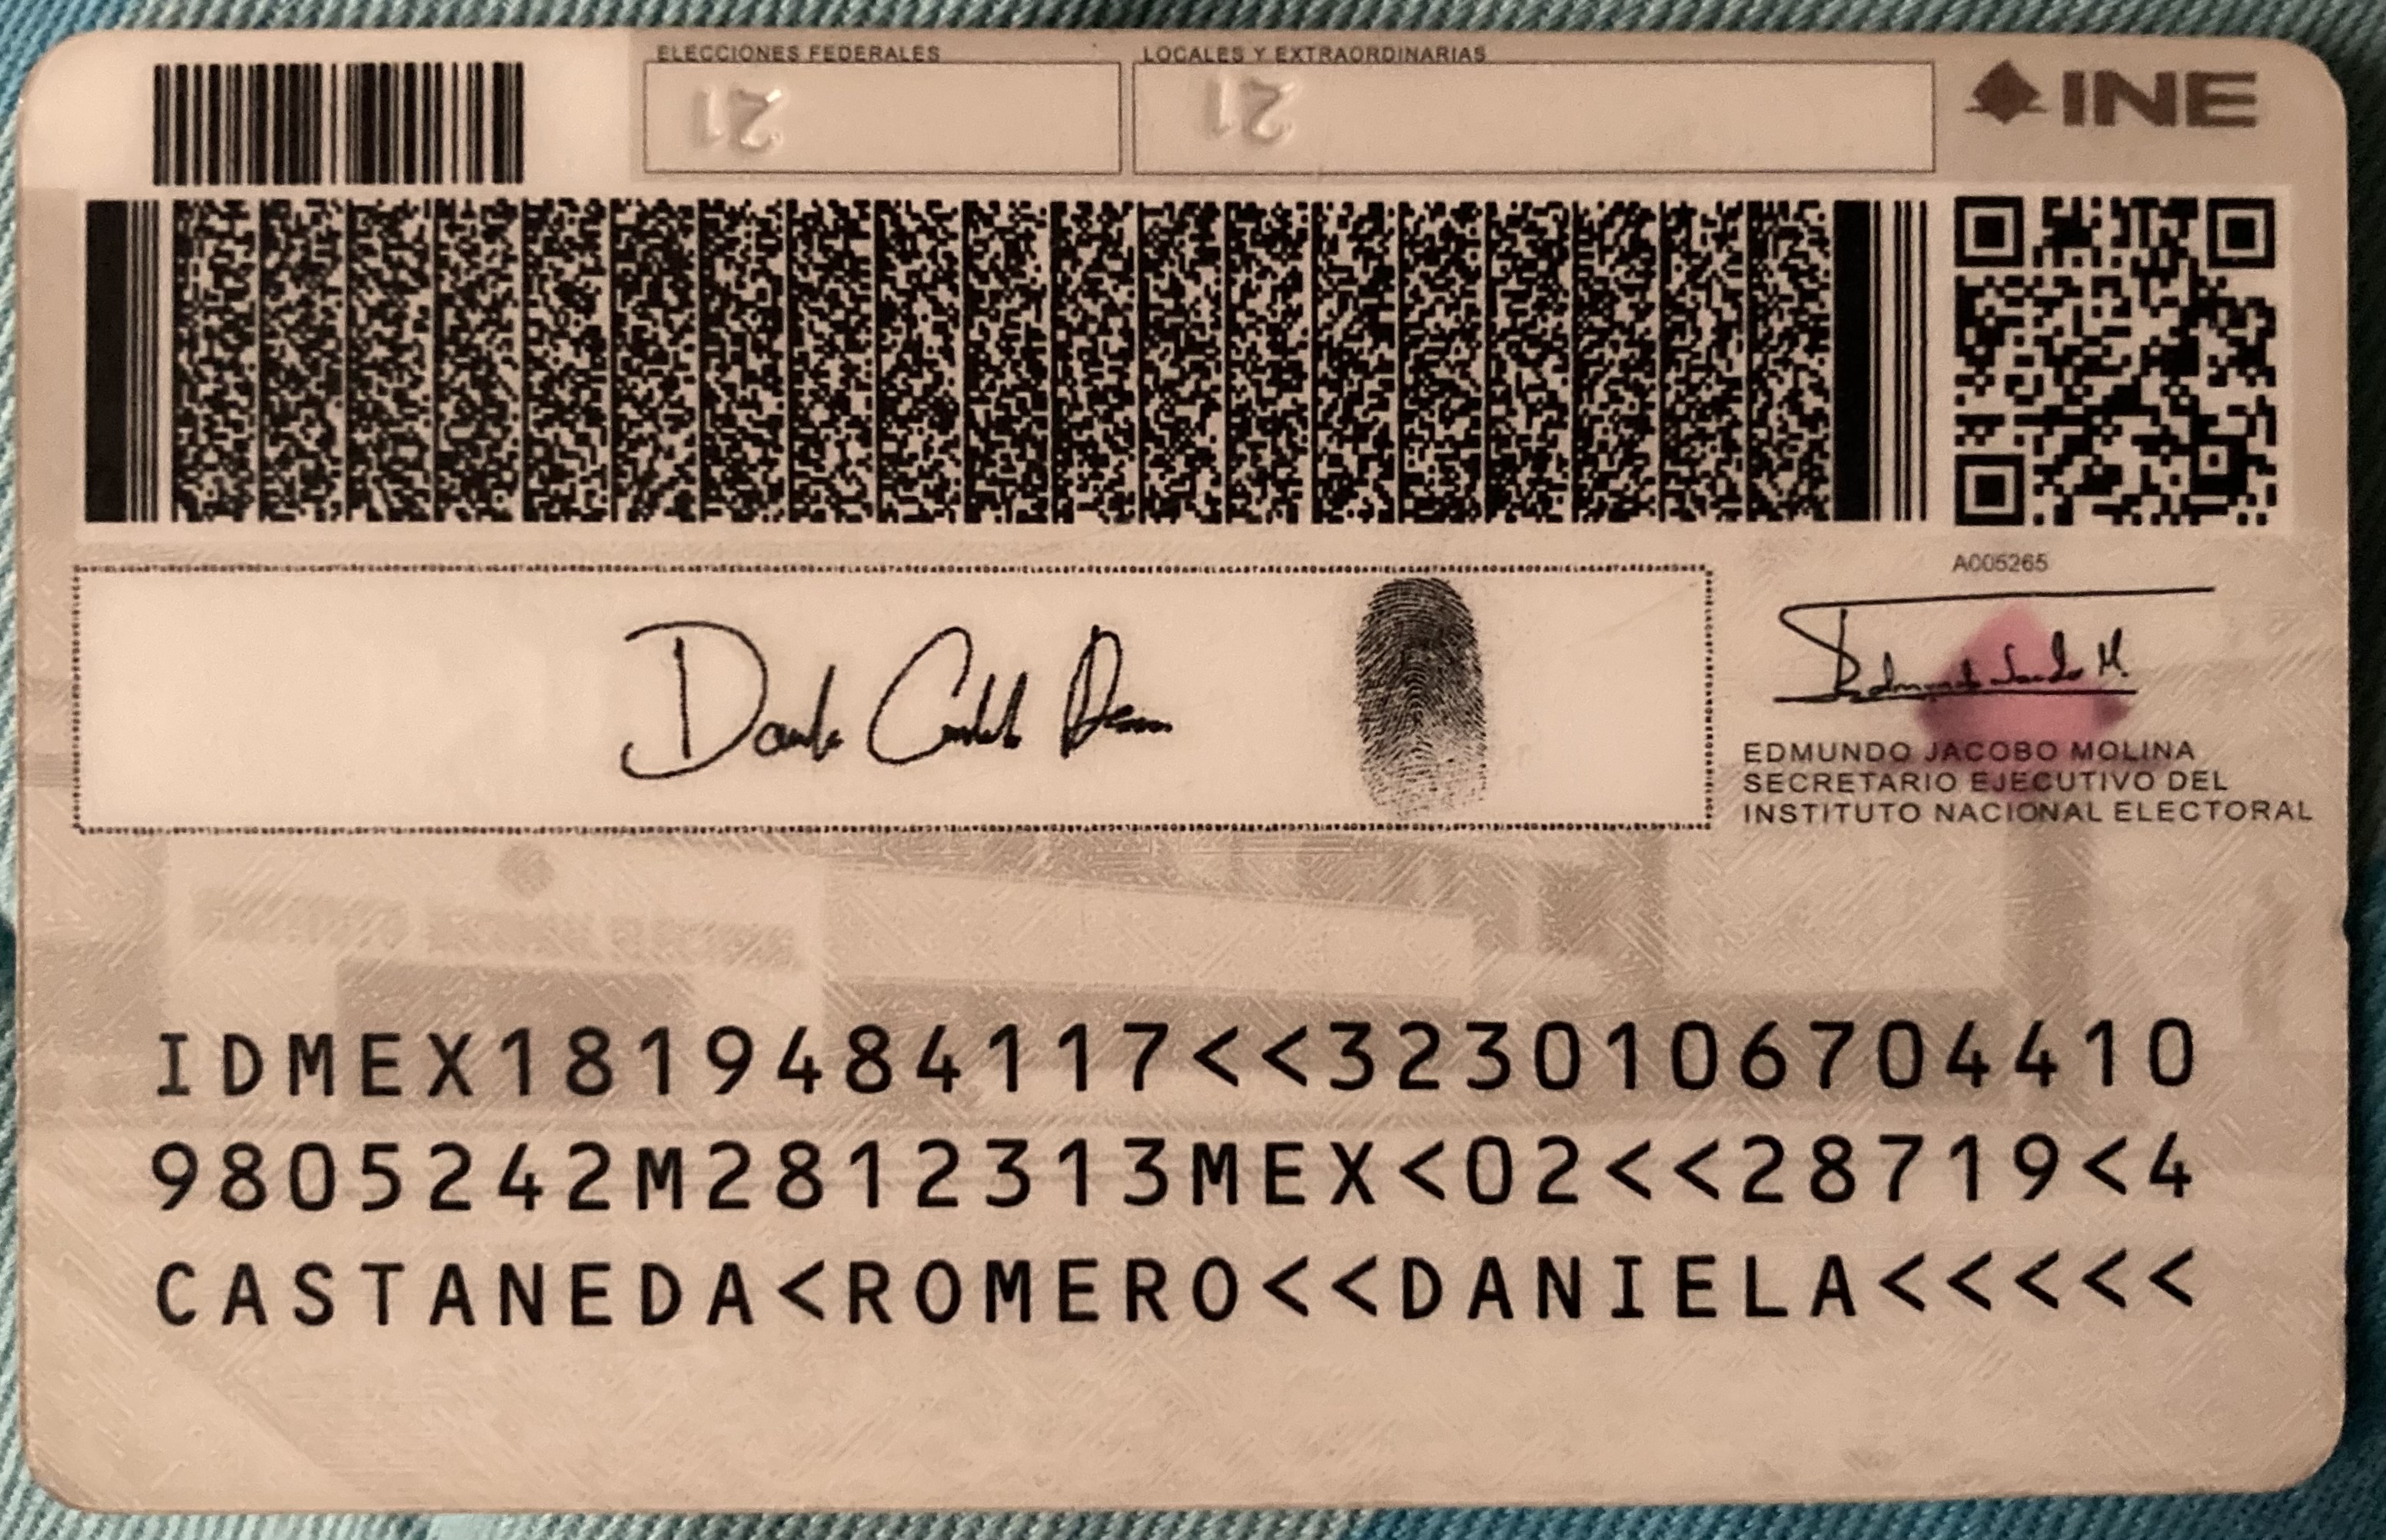 ELECCIONES FEDERALES
LOCALES Y EXTRAORDINARIAS
INE
21
21
A005265
EDMUNDO JACOBO MOLINA
SECRETARIO EJECUTIVO DEL
INSTITUTO NACIONAL ELECTORAL
IDMEX1819484117<<3230106704410
9805242M2812313MEX<02<<28719<4
CASTANEDA<ROMERO<<DANIELA<<<<<